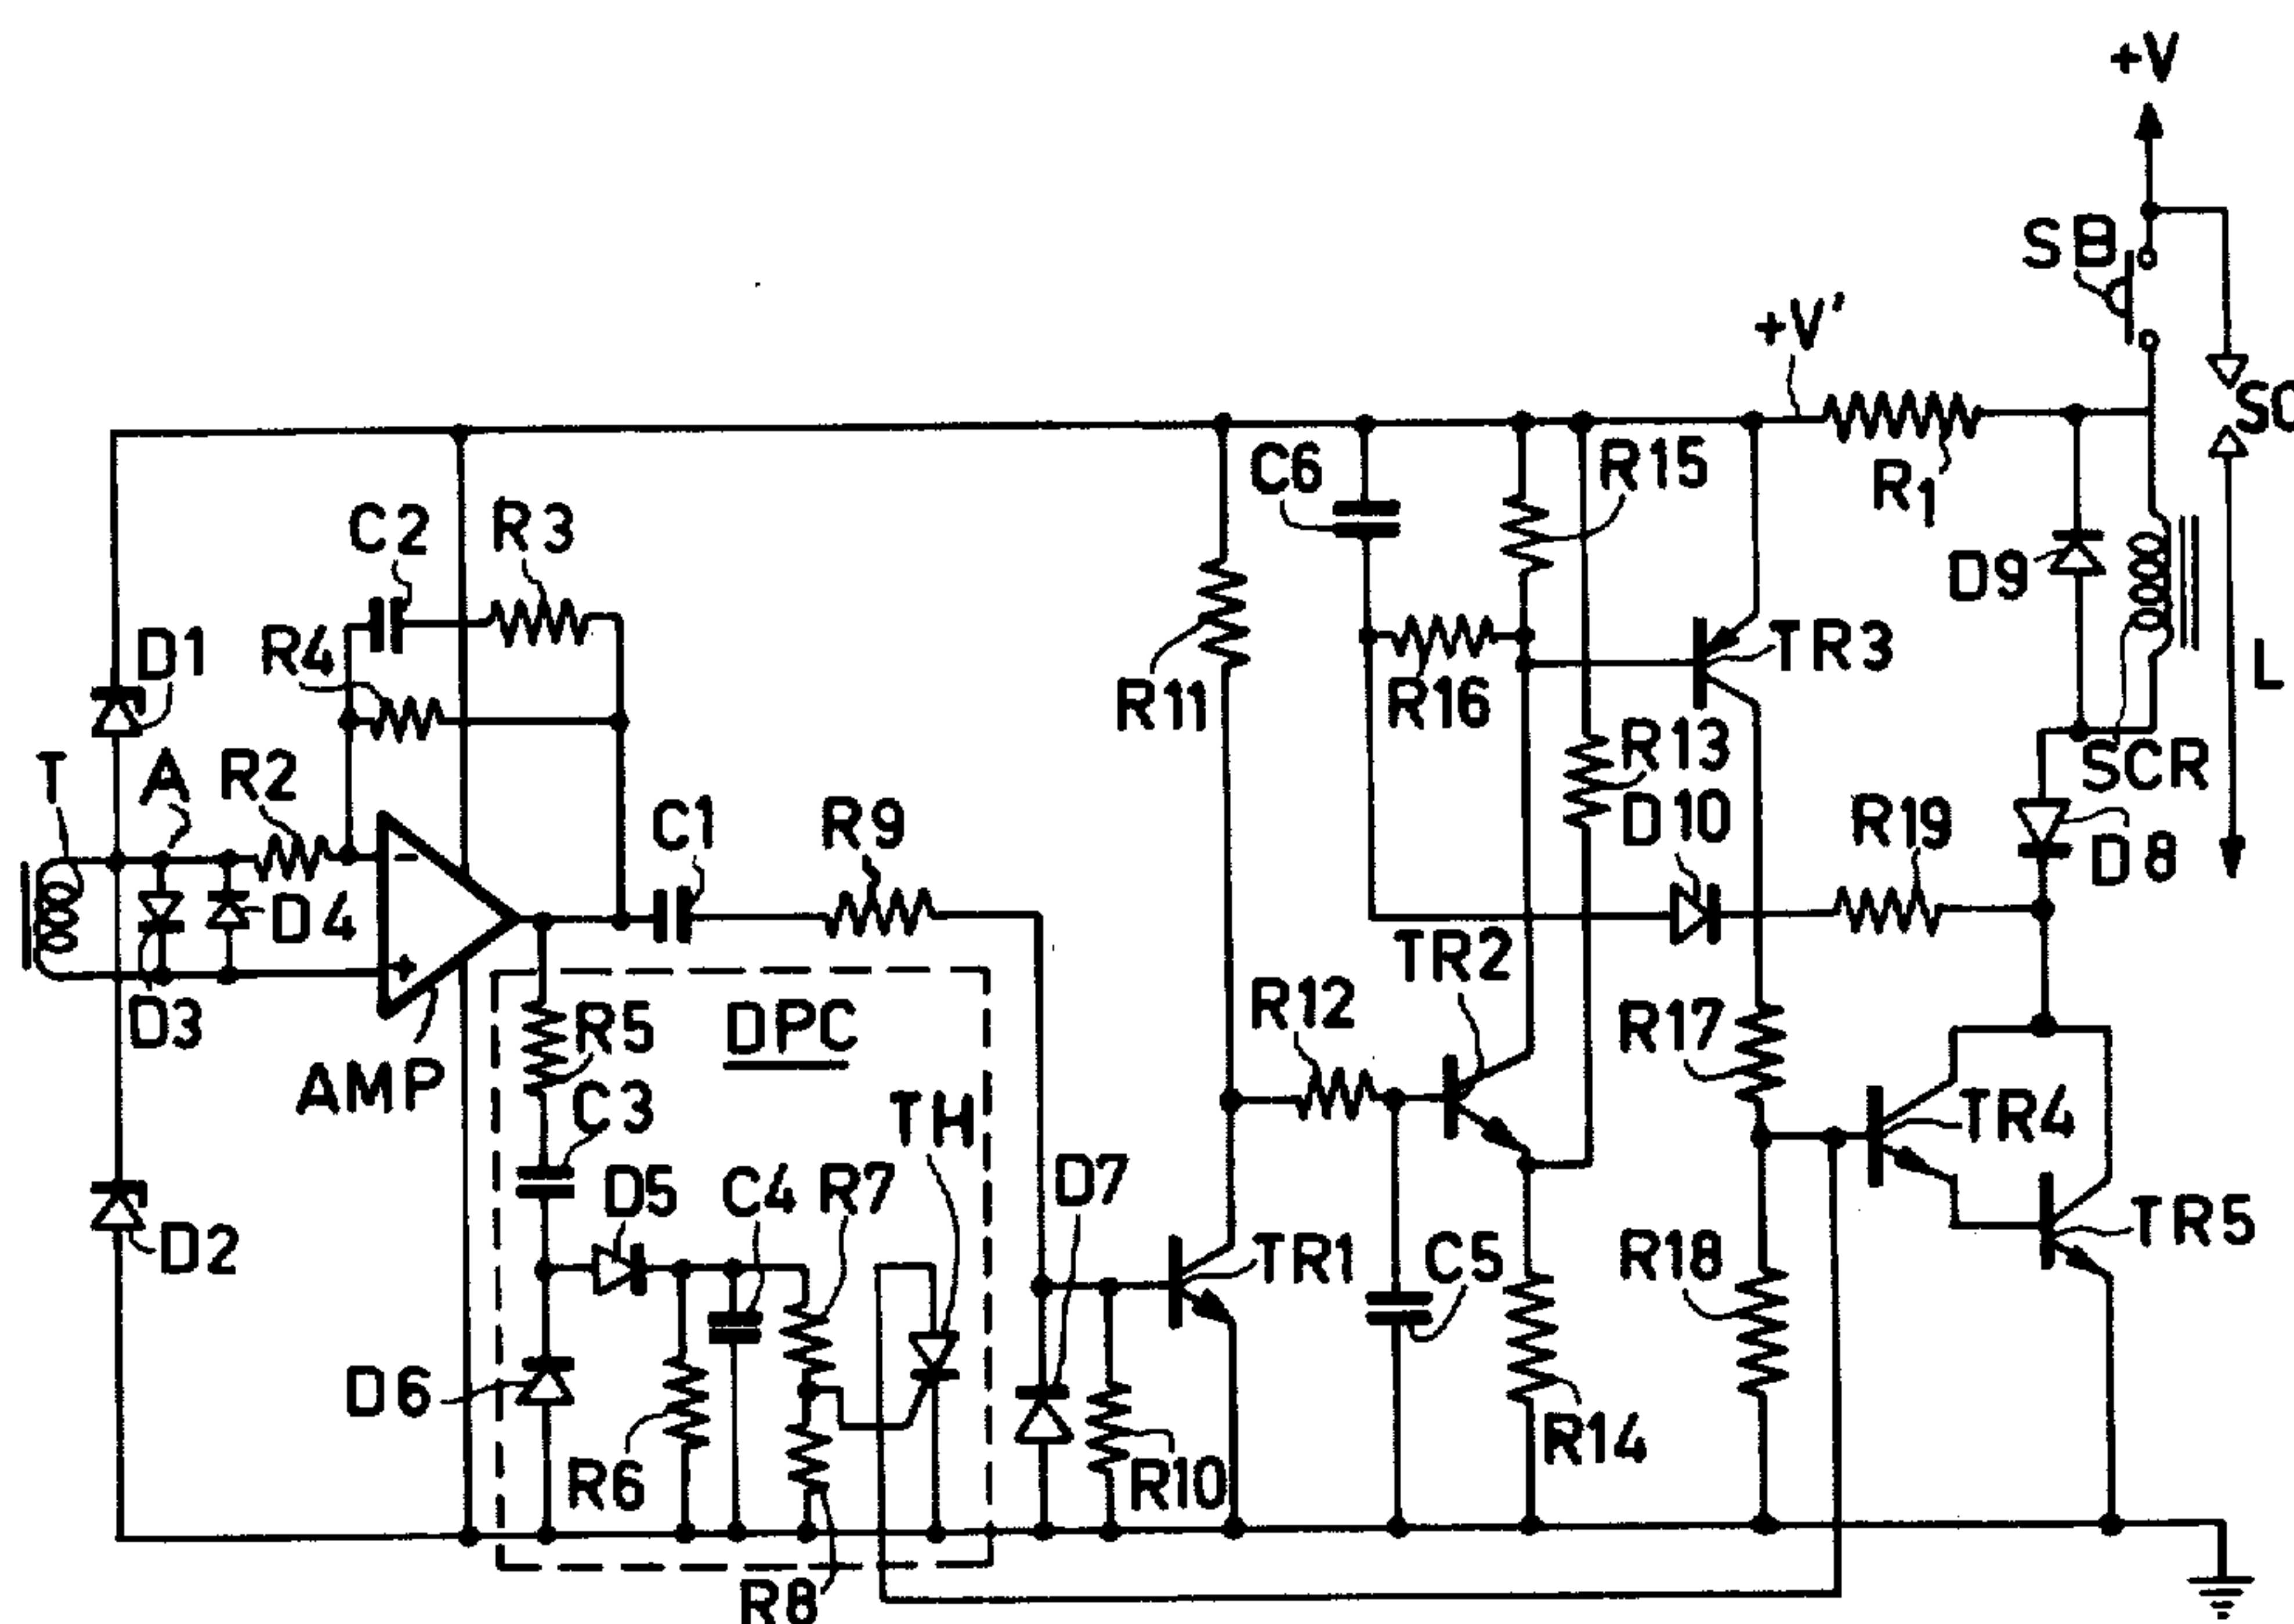 +V
SB
+V'
SC
R15
C6
R1
C2 R3
D9
D1 R4
TR3
R11 R16
L
R13
T A R2
SCR
D10
C1 R9
R19
D8
D4
TR2
R12
D3
R5 DPC
R17
AMP
C3
TH
TR4
D5 C4 R7
D7
TR5
D2
TR1 C5 R18
D6
R14
R6
R10
R8